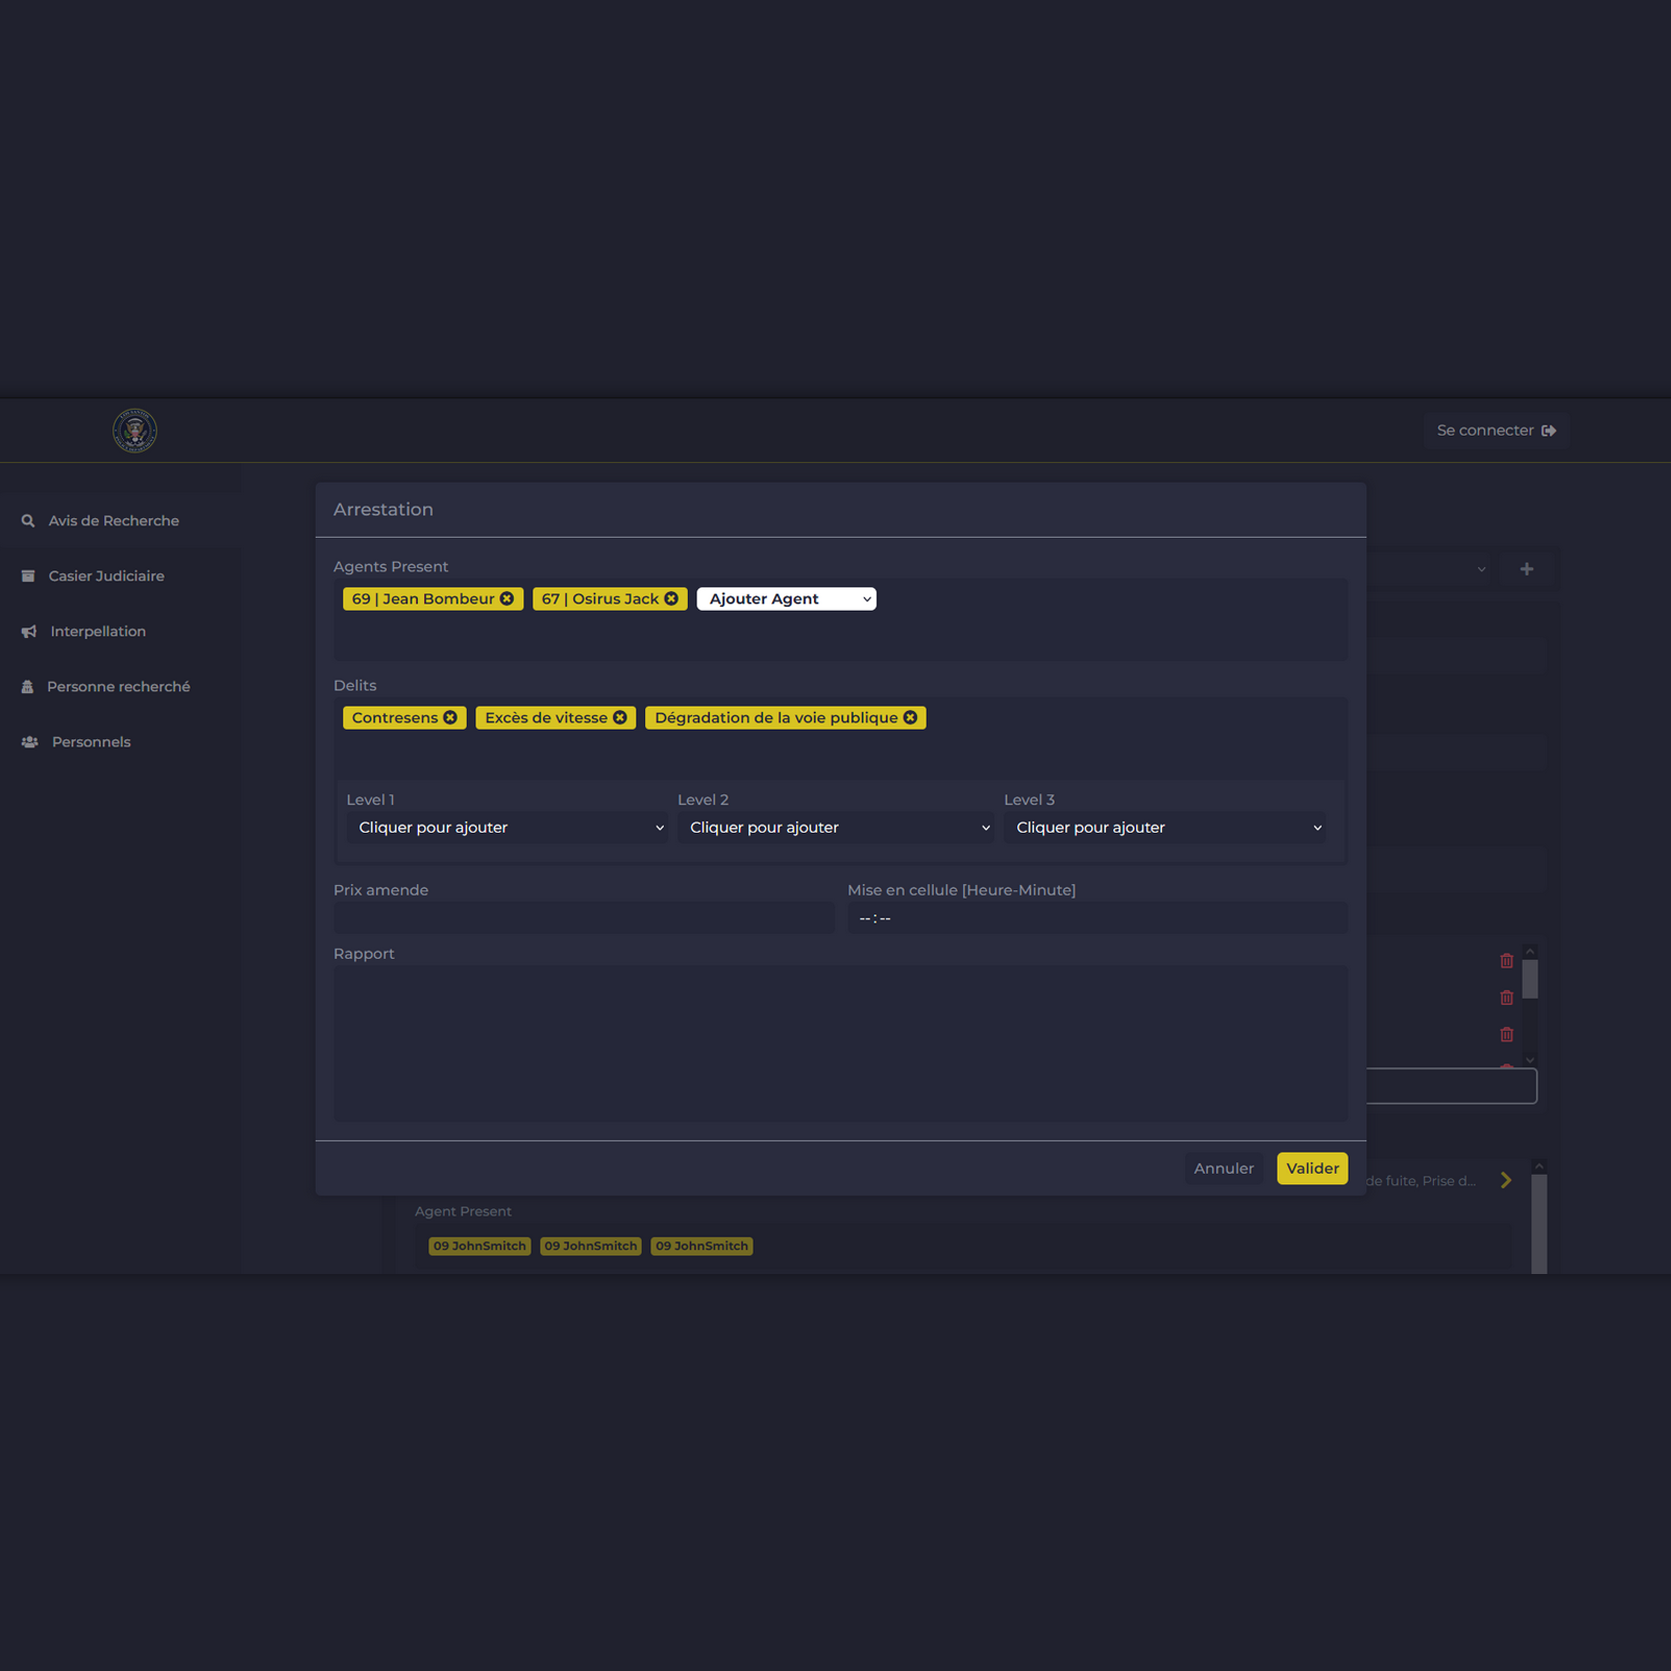 Se connecter
Avis de Recherche
Casier Judiciaire
Interpellation
Personne recherché
Personnels
Arrestation
Agents Present
69 | Jean Bombeur 67 | Osirus Jack Ajouter Agent
Delits
Contresens Excès de vitesse Dégradation de la voie publique
Level 1 Level 2 Level 3
Cliquer pour ajouter Cliquer pour ajouter Cliquer pour ajouter
Prix amende Mise en cellule [Heure-Minute]
--:--
Rapport
Annuler Valider
de fuite, Prise d...
Agent Present
09 JohnSmitch 09 JohnSmitch 09 JohnSmitch